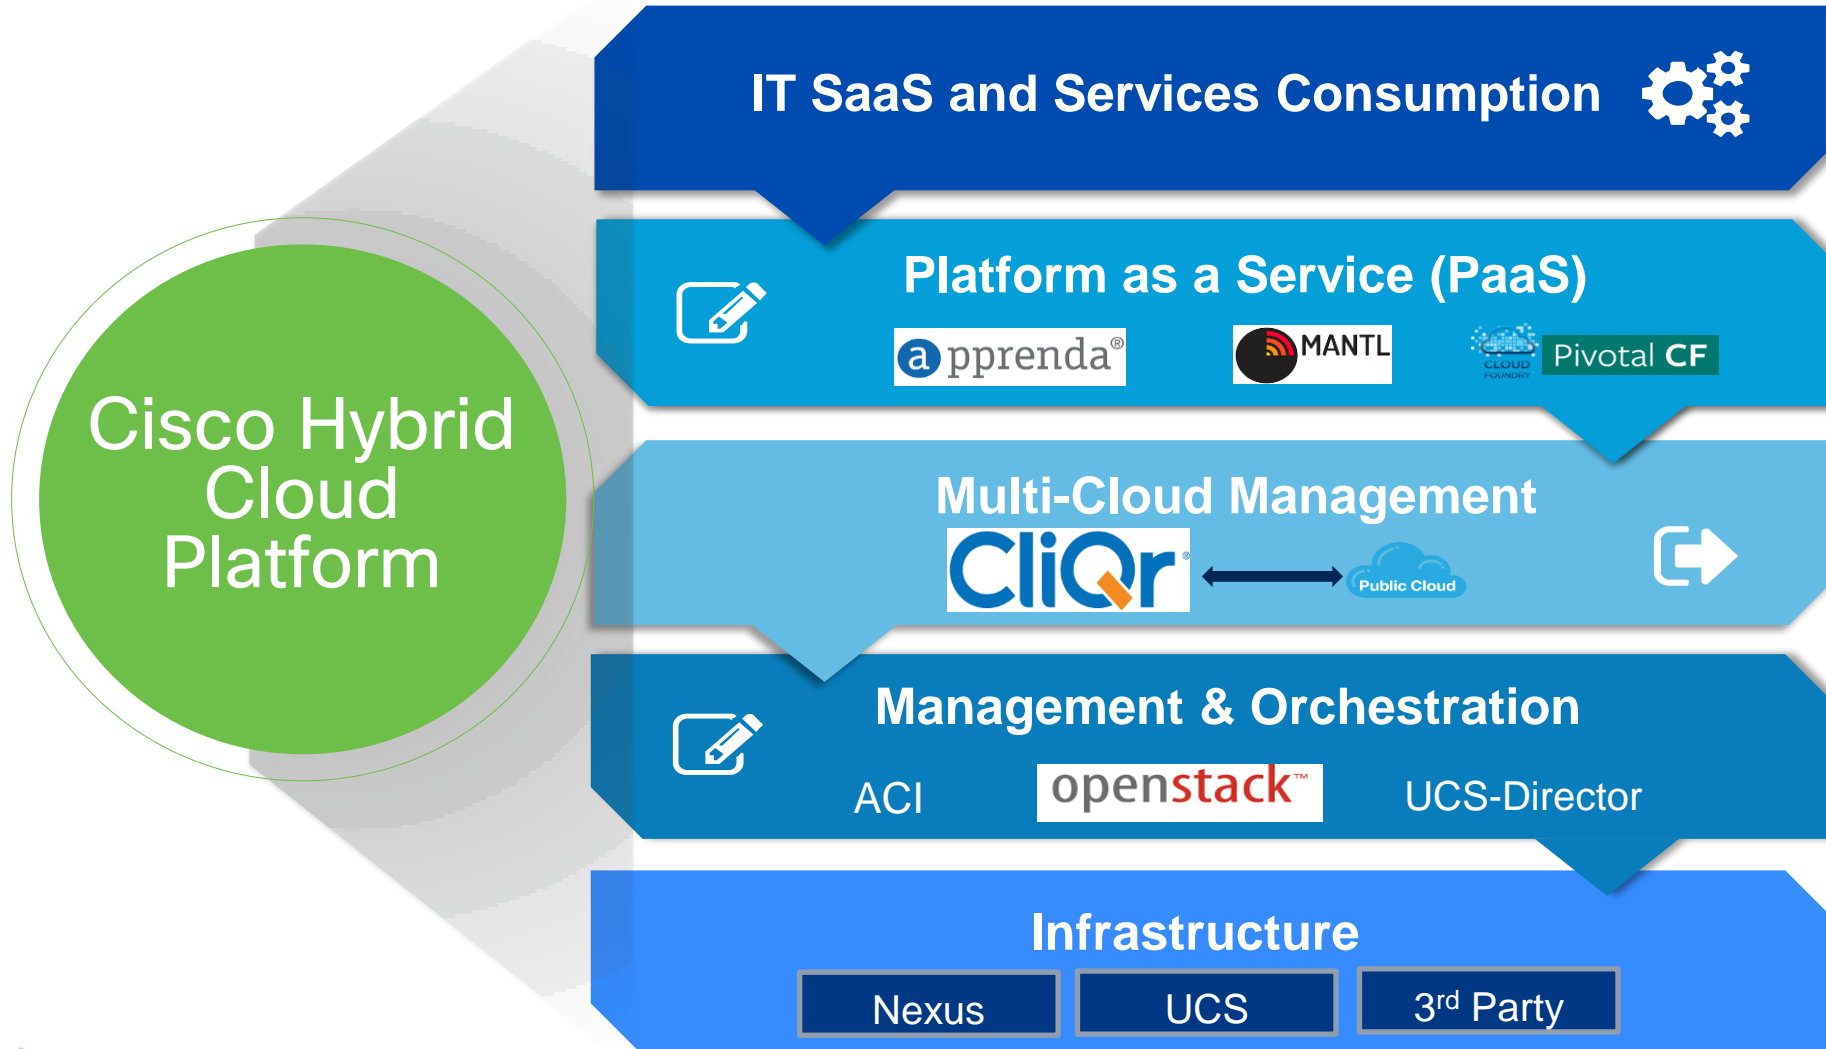 Cisco Hybrid
Cloud
Platform
IT SaaS and Services Consumption
Platform as a Service (PaaS)
apprenda®
MANTL
CLOUD
FOUNDRY
Pivotal CF
Multi-Cloud Management
CliQr®
Public Cloud
Management & Orchestration
ACI
openstack™
UCS-Director
Infrastructure
Nexus
UCS
3rd Party